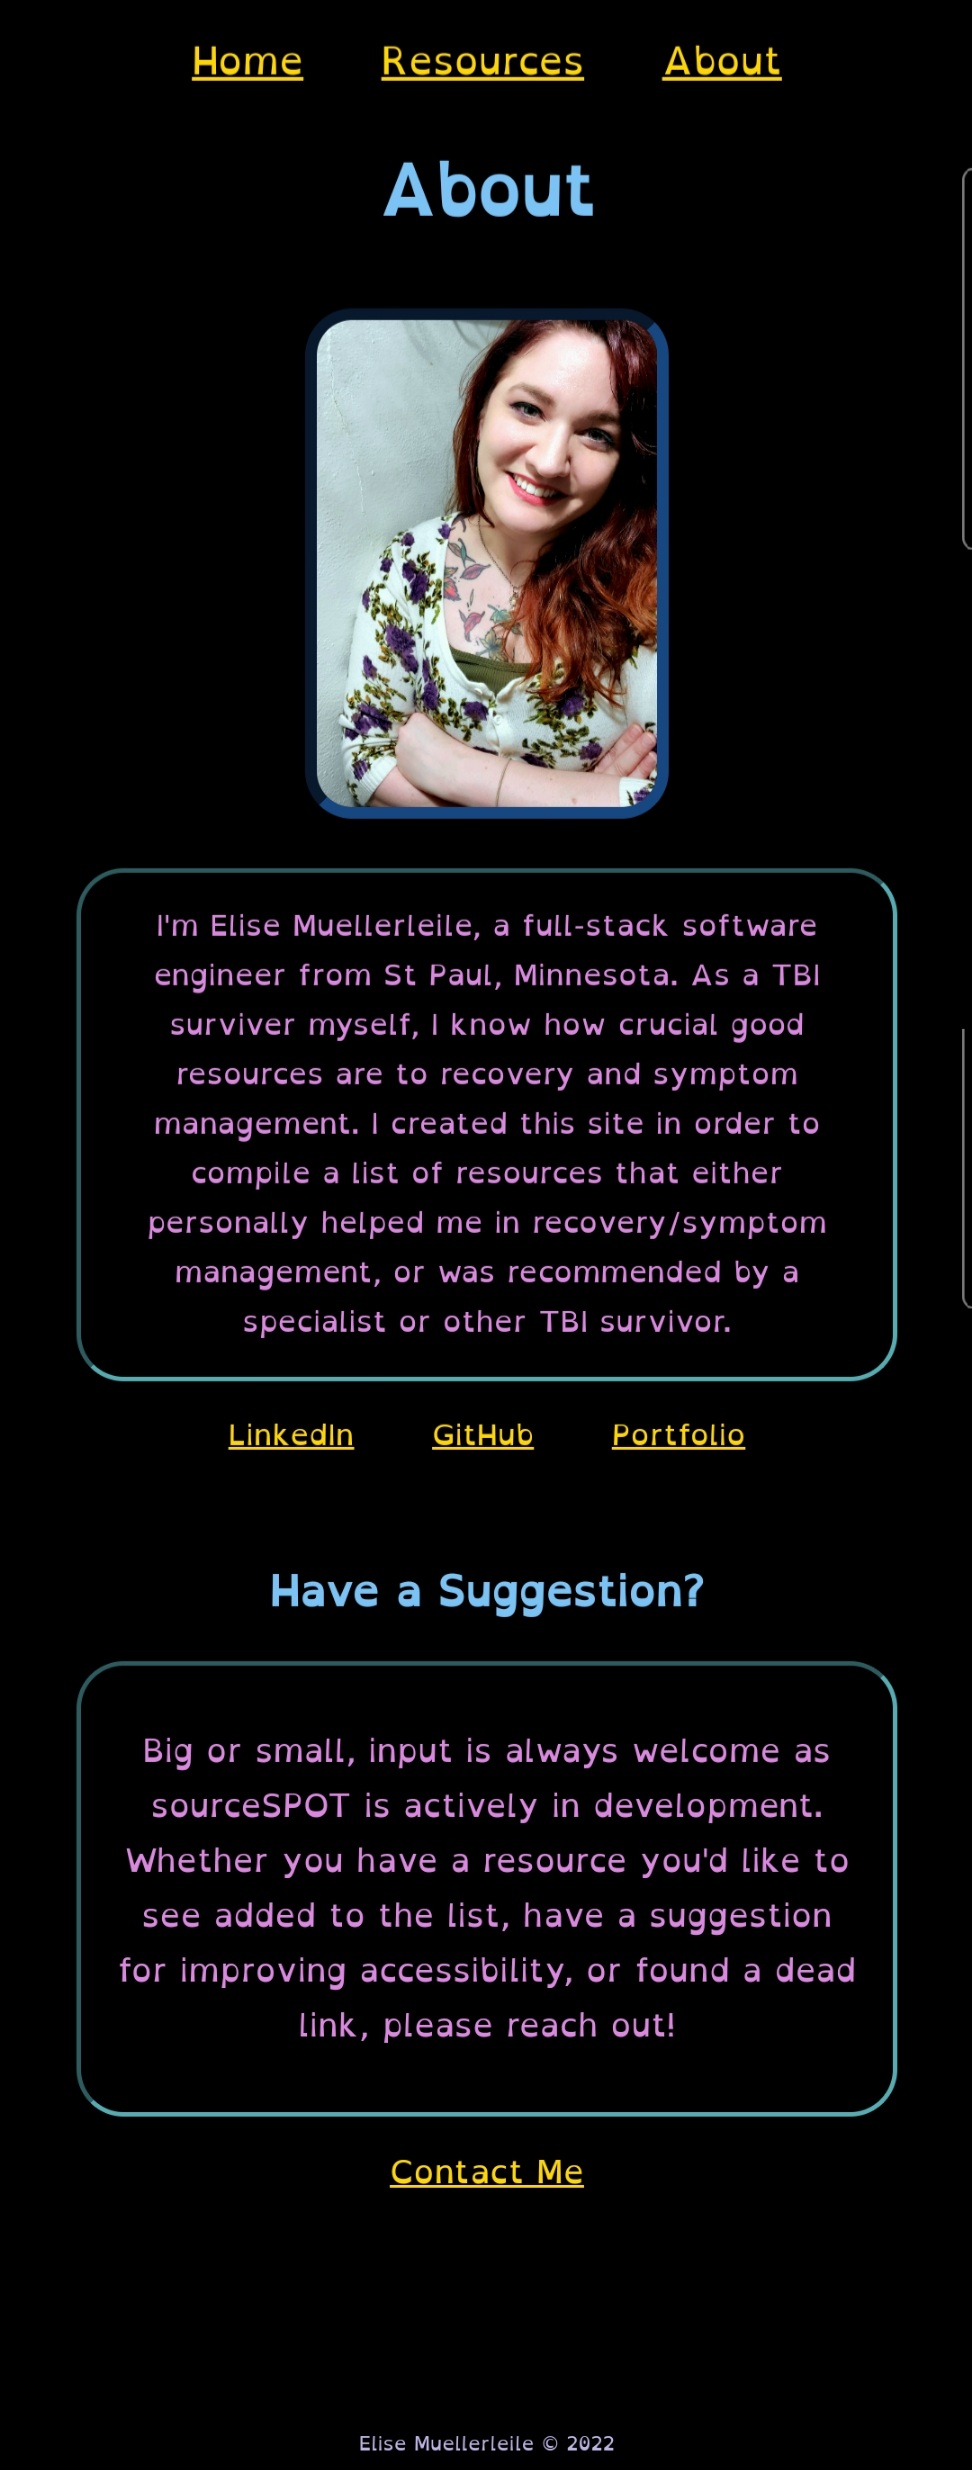 Home Resources About
About
I'm Elise Muellerleile, a full-stack software
engineer from St Paul, Minnesota. As a TBI
surviver myself, I know how crucial good
resources are to recovery and symptom
management. I created this site in order to
compile a list of resources that either
personally helped me in recovery/symptom
management, or was recommended by a
specialist or other TBI survivor.
LinkedIn GitHub Portfolio
Have a Suggestion?
Big or small, input is always welcome as
sourceSPOT is actively in development.
Whether you have a resource you'd like to
see added to the list, have a suggestion
for improving accessibility, or found a dead
link, please reach out!
Contact Me
Elise Muellerleile © 2022